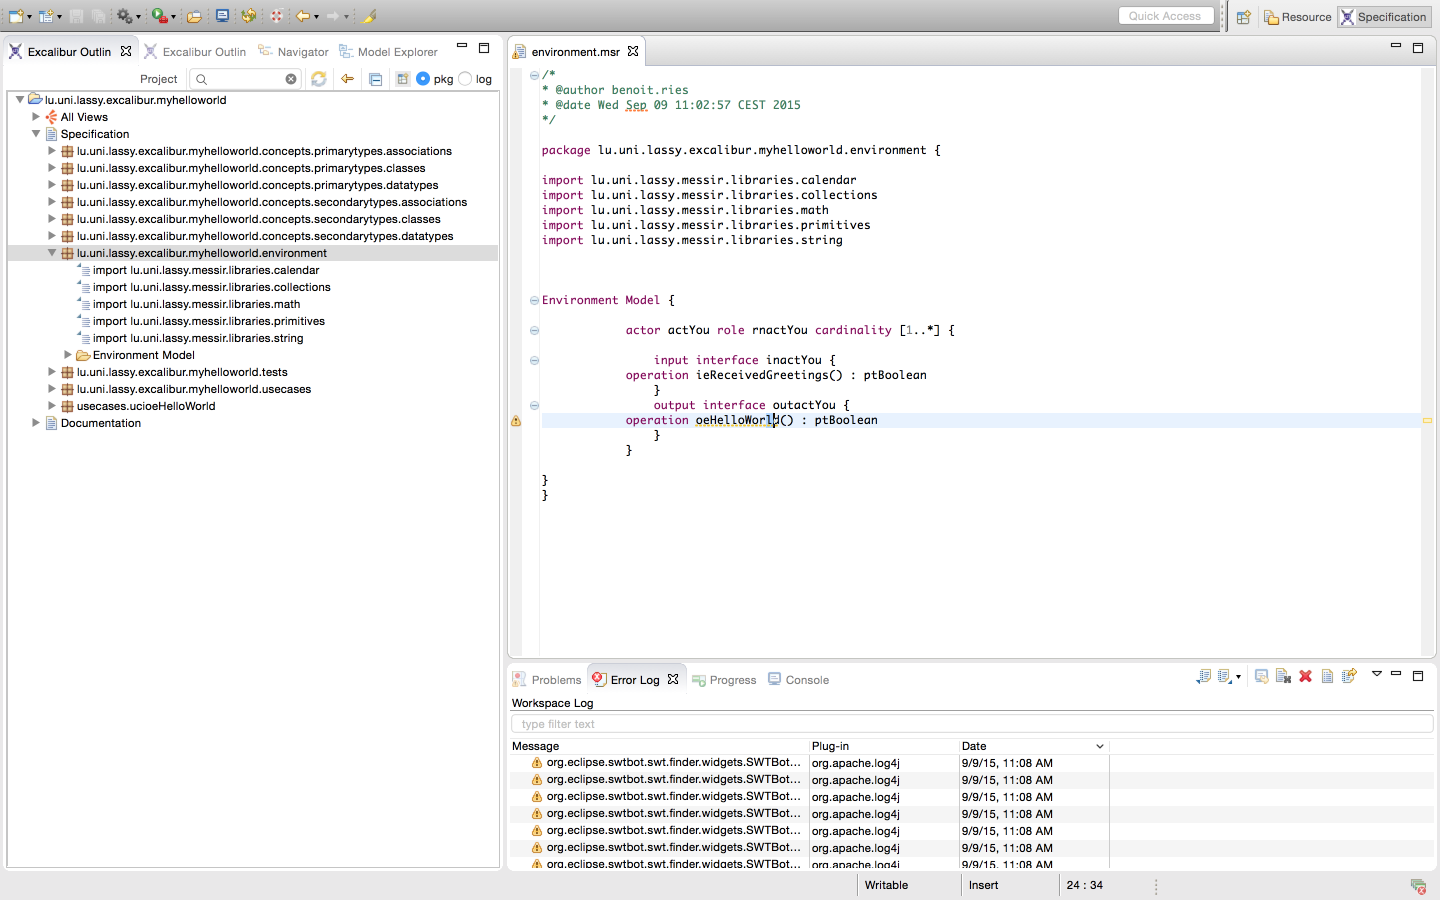 Quick Access
Resource
Specification
Excalibur Outlin
Excalibur Outlin
Navigator
Model Explorer
Project
pkg
log
lu.uni.lassy.excalibur.myhelloworld
All Views
Specification
lu.uni.lassy.excalibur.myhelloworld.concepts.primarytypes.associations
lu.uni.lassy.excalibur.myhelloworld.concepts.primarytypes.classes
lu.uni.lassy.excalibur.myhelloworld.concepts.primarytypes.datatypes
lu.uni.lassy.excalibur.myhelloworld.concepts.secondarytypes.associations
lu.uni.lassy.excalibur.myhelloworld.concepts.secondarytypes.classes
lu.uni.lassy.excalibur.myhelloworld.concepts.secondarytypes.datatypes
lu.uni.lassy.excalibur.myhelloworld.environment
import lu.uni.lassy.messir.libraries.calendar
import lu.uni.lassy.messir.libraries.collections
import lu.uni.lassy.messir.libraries.math
import lu.uni.lassy.messir.libraries.primitives
import lu.uni.lassy.messir.libraries.string
Environment Model
lu.uni.lassy.excalibur.myhelloworld.tests
lu.uni.lassy.excalibur.myhelloworld.usecases
usecases.ucioeHelloWorld
Documentation
environment.msr
/*
* @author benoit.ries
* @date Wed Sep 09 11:02:57 CEST 2015
*/
package lu.uni.lassy.excalibur.myhelloworld.environment {
import lu.uni.lassy.messir.libraries.calendar
import lu.uni.lassy.messir.libraries.collections
import lu.uni.lassy.messir.libraries.math
import lu.uni.lassy.messir.libraries.primitives
import lu.uni.lassy.messir.libraries.string
Environment Model {
actor actYou role rnactYou cardinality [1..*] {
input interface inactYou {
operation ieReceivedGreetings() : ptBoolean
}
output interface outactYou {
operation oeHelloWorld() : ptBoolean
}
}
}
}
Problems
Error Log
Progress
Console
Workspace Log
type filter text
Message Plug-in Date
org.eclipse.swtbot.swt.finder.widgets.SWTBot... org.apache.log4j 9/9/15, 11:08 AM
org.eclipse.swtbot.swt.finder.widgets.SWTBot... org.apache.log4j 9/9/15, 11:08 AM
org.eclipse.swtbot.swt.finder.widgets.SWTBot... org.apache.log4j 9/9/15, 11:08 AM
org.eclipse.swtbot.swt.finder.widgets.SWTBot... org.apache.log4j 9/9/15, 11:08 AM
org.eclipse.swtbot.swt.finder.widgets.SWTBot... org.apache.log4j 9/9/15, 11:08 AM
org.eclipse.swtbot.swt.finder.widgets.SWTBot... org.apache.log4j 9/9/15, 11:08 AM
org.eclipse.swtbot.swt.finder.widgets.SWTBot... org.apache.log4j 9/9/15, 11:08 AM
Writable
Insert
24 : 34